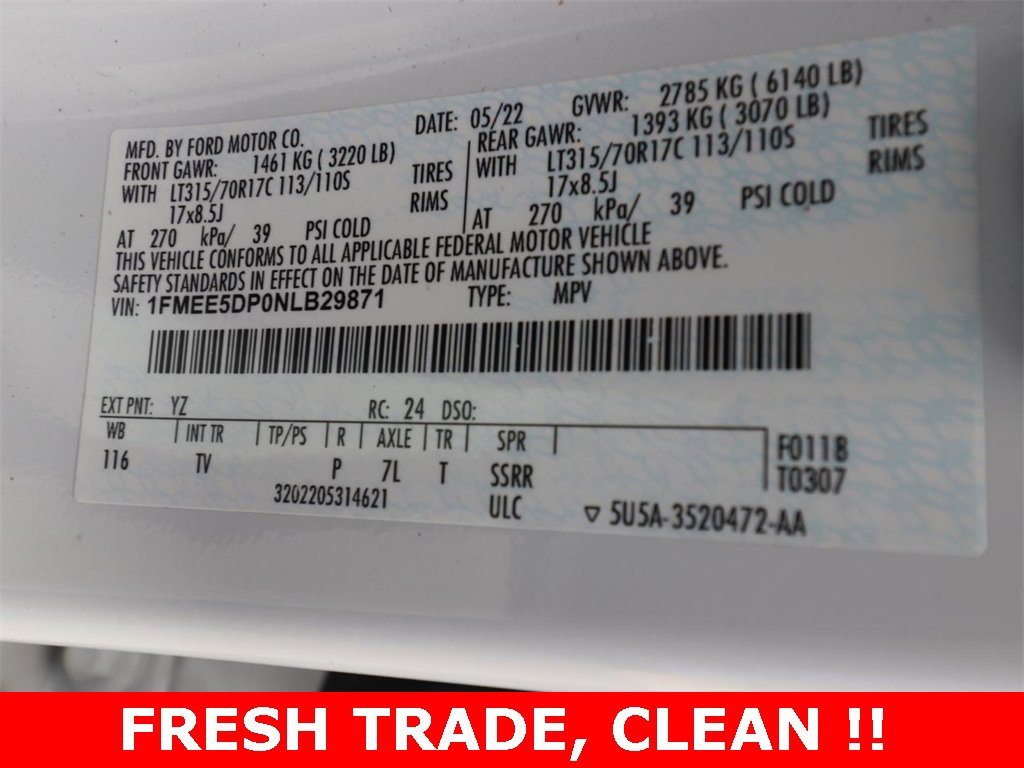 MFD. BY FORD MOTOR CO. DATE: 05/22 GVWR: 2785 KG ( 6140 LB)
FRONT GAWR: 1461 KG ( 3220 LB) REAR GAWR: 1393 KG ( 3070 LB)
WITH LT315/70R17C 113/110S TIRES WITH LT315/70R17C 113/110S TIRES
17x8.5J RIMS 17x8.5J RIMS
AT 270 kPa/ 39 PSI COLD AT 270 kPa/ 39 PSI COLD
THIS VEHICLE CONFORMS TO ALL APPLICABLE FEDERAL MOTOR VEHICLE
SAFETY STANDARDS IN EFFECT ON THE DATE OF MANUFACTURE SHOWN ABOVE.
VIN: 1FMEE5DP0NLB29871 TYPE: MPV
EXT PNT: YZ RC: 24 DSO:
WB INT TR TP/PS R AXLE TR SPR F0118
116 TV P 7L T SSRR T0307
3202205314621 ULC ▽ 5U5A-3520472-AA
FRESH TRADE, CLEAN !!